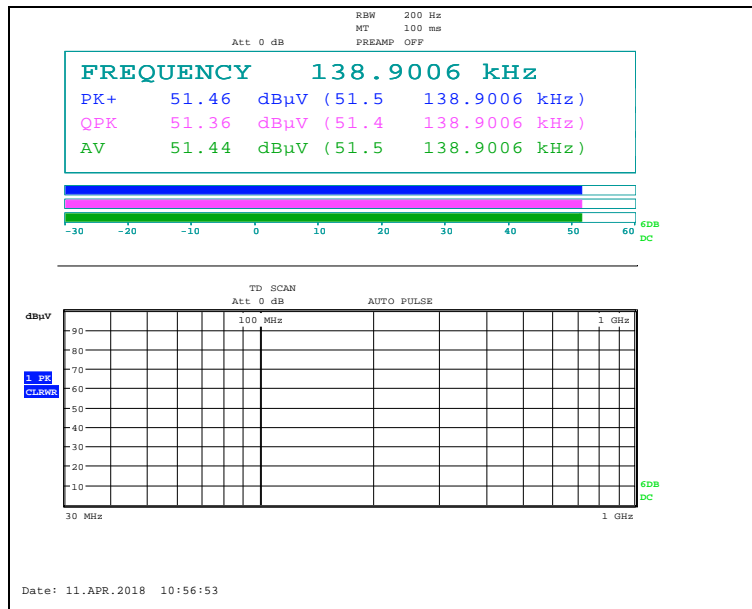 RBW 200 Hz
MT 100 ms
Att 0 dB PREAMP OFF
FREQUENCY 138.9006 kHz
PK+ 51.46 dBµV (51.5 138.9006 kHz)
QPK 51.36 dBµV (51.4 138.9006 kHz)
AV 51.44 dBµV (51.5 138.9006 kHz)
-30 -20 -10 0 10 20 30 40 50 60
6DB
DC
TD SCAN
Att 0 dB AUTO PULSE
dBµV
100 MHz 1 GHz
90
80
70
1 PK
CLRWR
60
50
40
30
20
10
6DB
DC
30 MHz 1 GHz
Date: 11.APR.2018 10:56:53